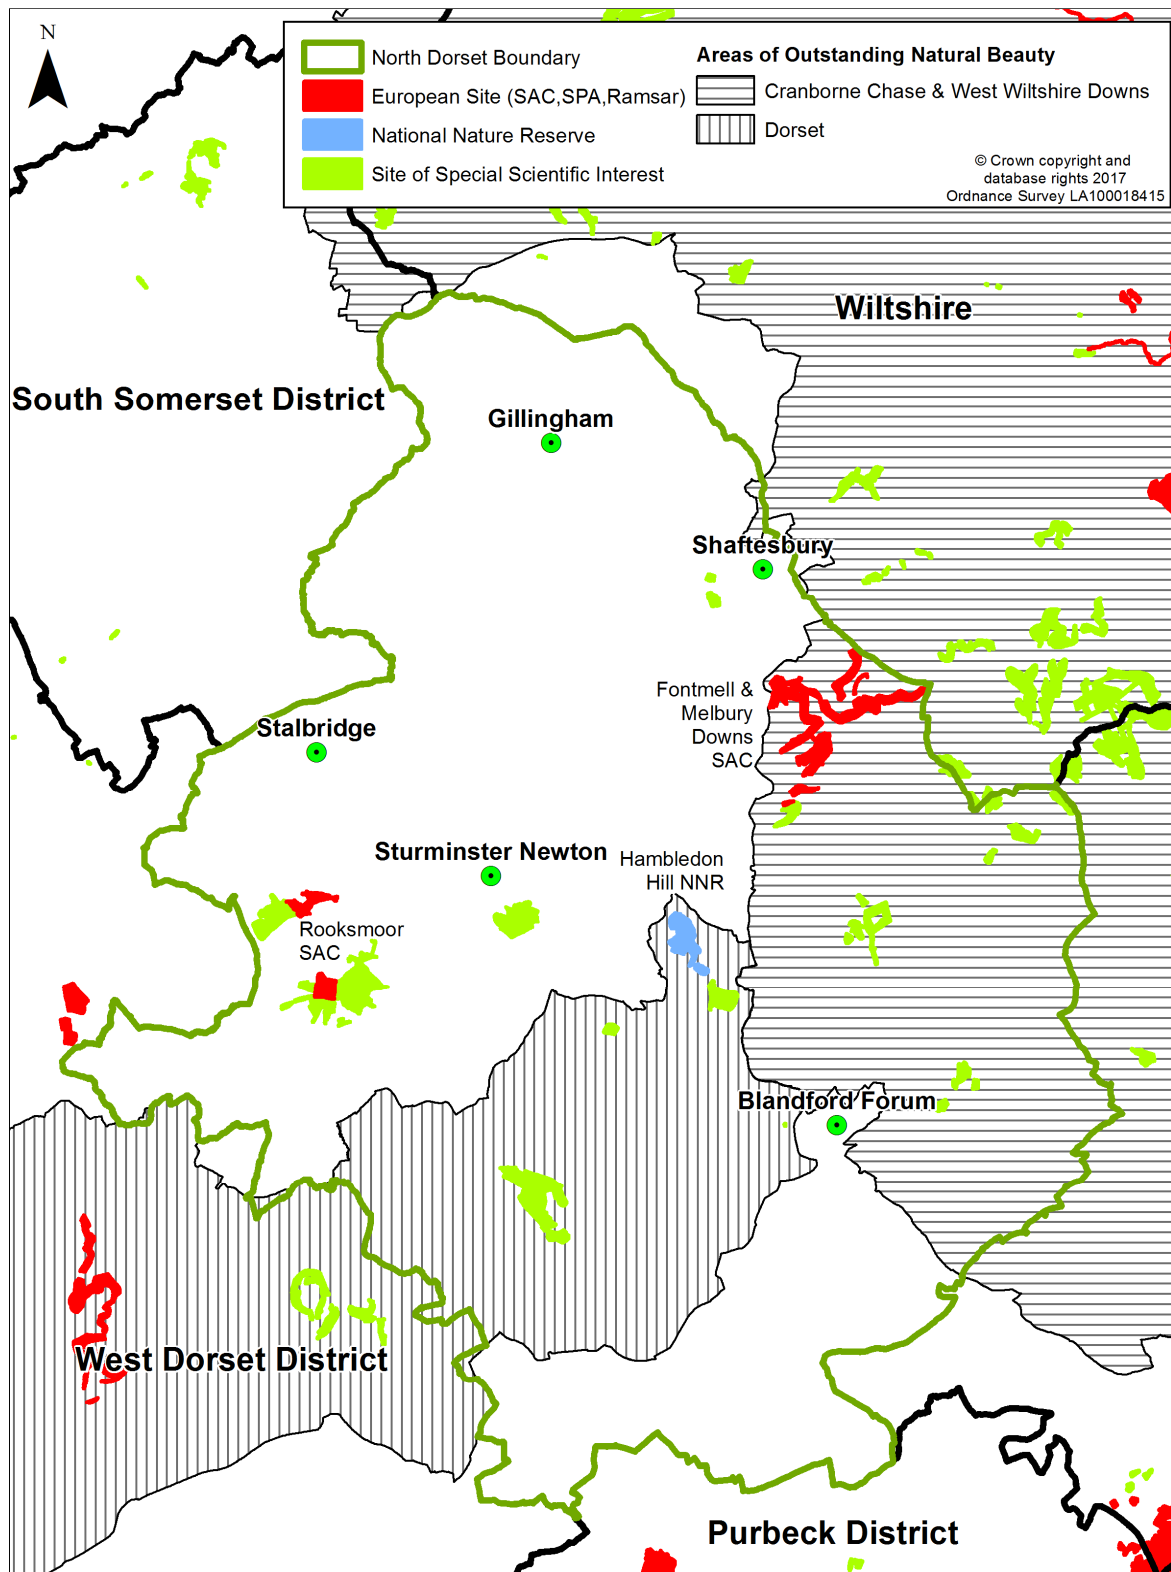 N
North Dorset Boundary
European Site (SAC,SPA,Ramsar)
National Nature Reserve
Site of Special Scientific Interest
Areas of Outstanding Natural Beauty
Cranborne Chase & West Wiltshire Downs
Dorset
© Crown copyright and
database rights 2017
Ordnance Survey LA100018415
Wiltshire
South Somerset District
Gillingham
Shaftesbury
Fontmell &
Melbury
Downs
SAC
Stalbridge
Sturminster Newton
Hambledon
Hill NNR
Rooksmoor
SAC
Blandford Forum
West Dorset District
Purbeck District